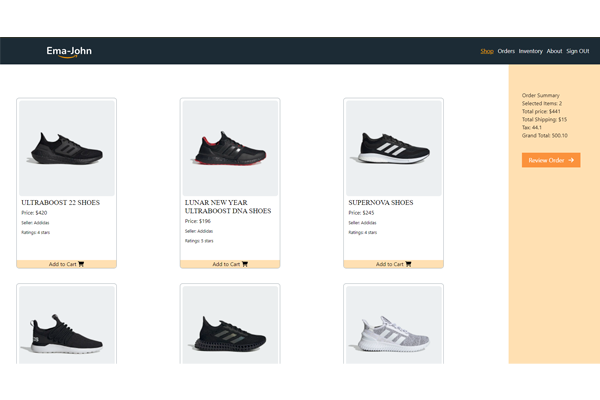 Ema-John
Shop Orders Inventory About Sign OUt
Order Summary
Selected Items: 2
Total price: $441
Total Shipping: $15
Tax: 44.1
Grand Total: 500.10
Review Order
ULTRABOOST 22 SHOES
Price: $420
Seller: Addidas
Ratings: 4 stars
Add to Cart
LUNAR NEW YEAR
ULTRABOOST DNA SHOES
Price: $196
Seller: Addidas
Ratings: 5 stars
Add to Cart
SUPERNOVA SHOES
Price: $245
Seller: Addidas
Ratings: 4 stars
Add to Cart